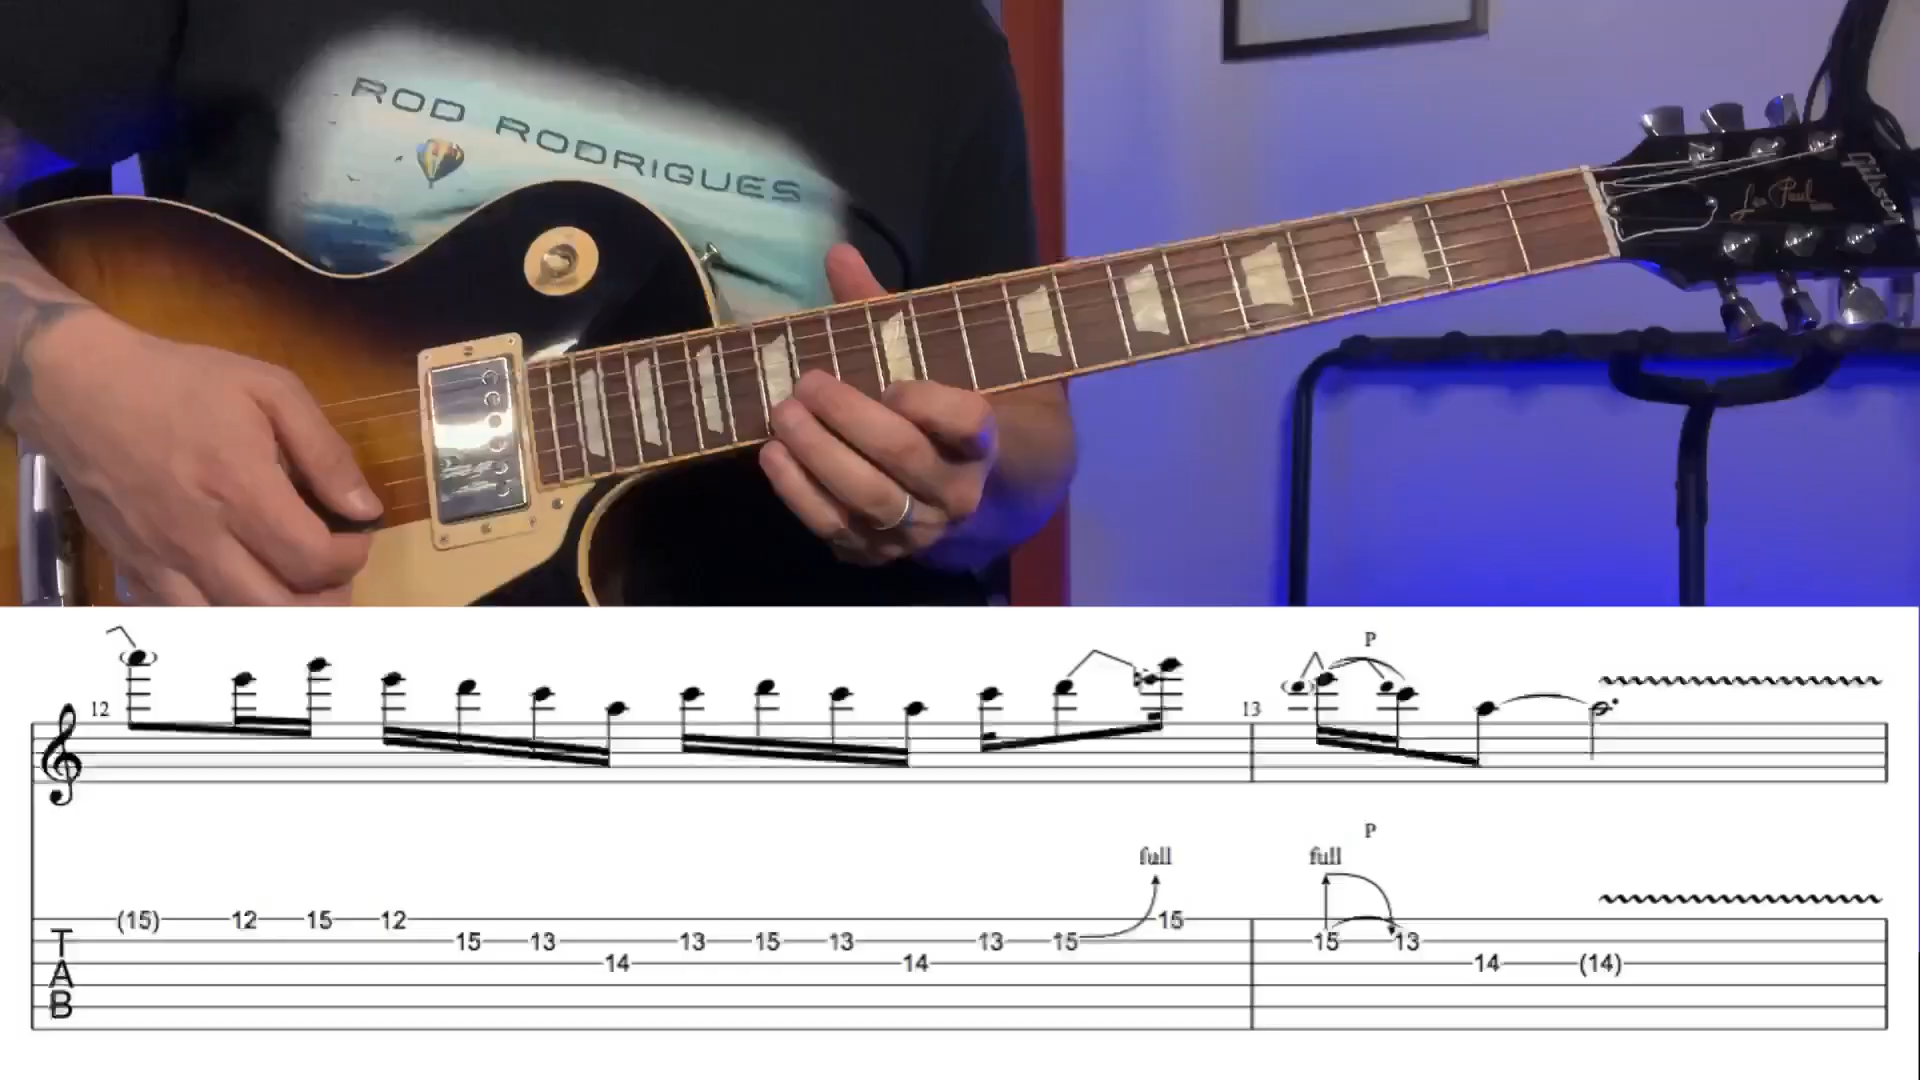 ROD RODRIGUES
Les Paul
Gibson
12
13
P
P
full
full
(15) 12 15 12 15
15 13 13 15 13 13 15 15 13
14 14 14 (14)
T
A
B